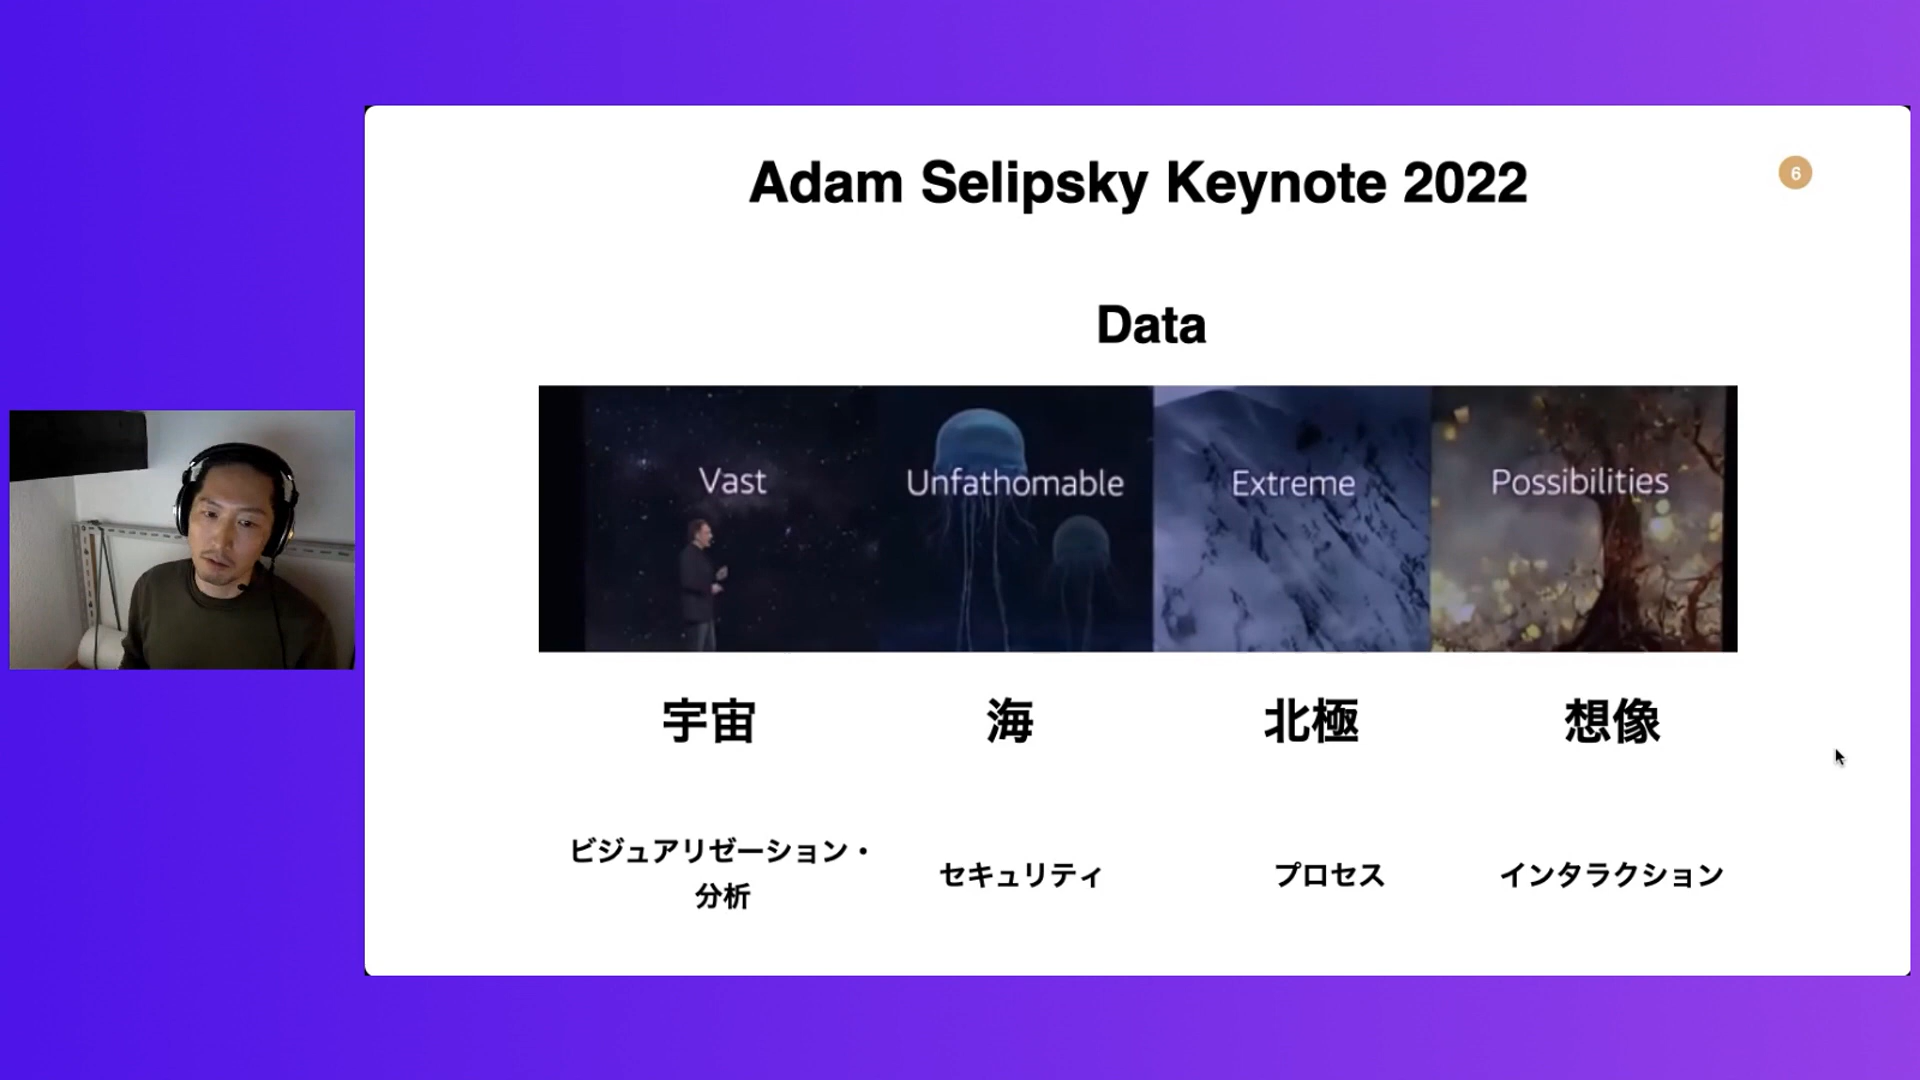 Adam Selipsky Keynote 2022
6
Data
Vast
Unfathomable
Extreme
Possibilities
宇宙
海
北極
想像
ビジュアリゼーション・
分析
セキュリティ
プロセス
インタラクション